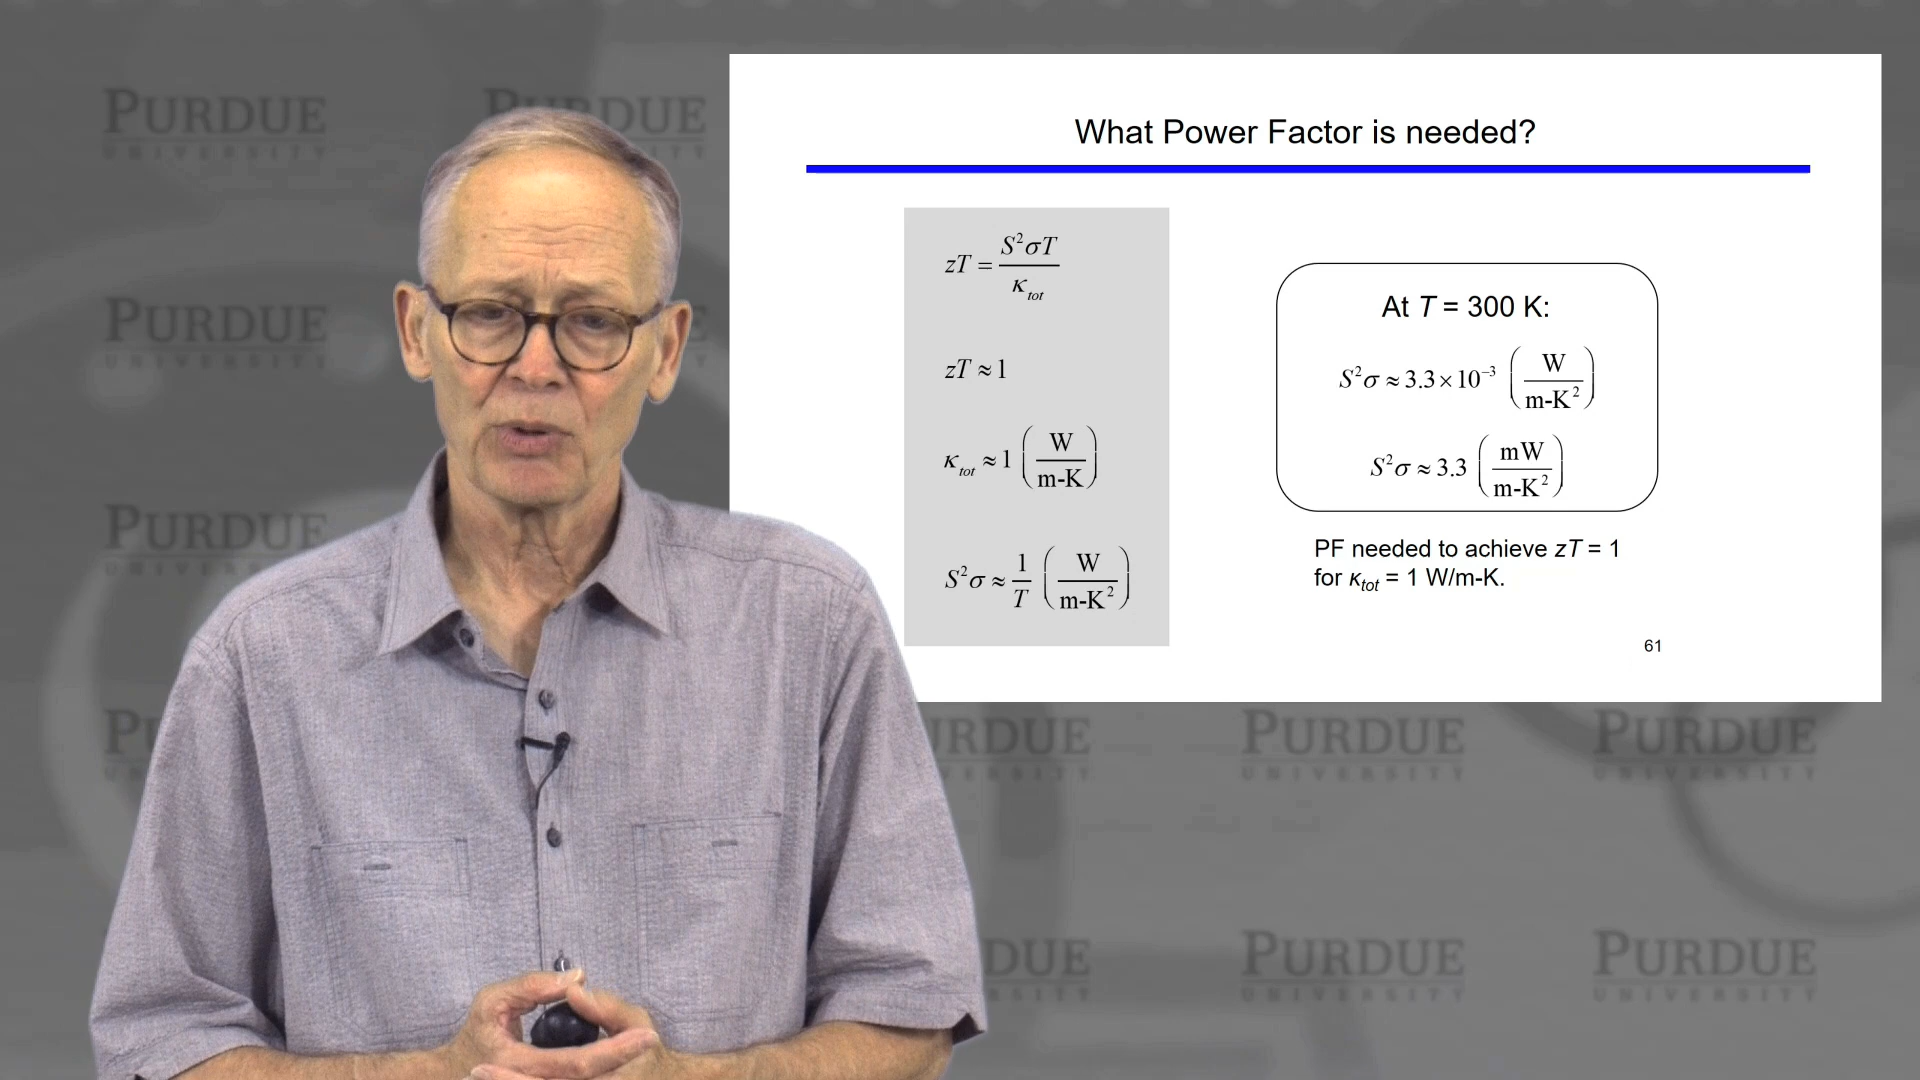 What Power Factor is needed?
zT = S²σT / κ_tot
zT ≈ 1
κ_tot ≈ 1 (W / m-K)
S²σ ≈ 1/T (W / m-K²)
At T = 300 K:
S²σ ≈ 3.3 × 10⁻³ (W / m-K²)
S²σ ≈ 3.3 (mW / m-K²)
PF needed to achieve zT = 1
for κ_tot = 1 W/m-K.
61
PURDUE
UNIVERSITY
PURDUE
PURDUE
UNIVERSITY
PURDUE
PURDUE
UNIVERSITY
PURDUE
UNIVERSITY
PURDUE
UNIVERSITY
PURDUE
UNIVERSITY